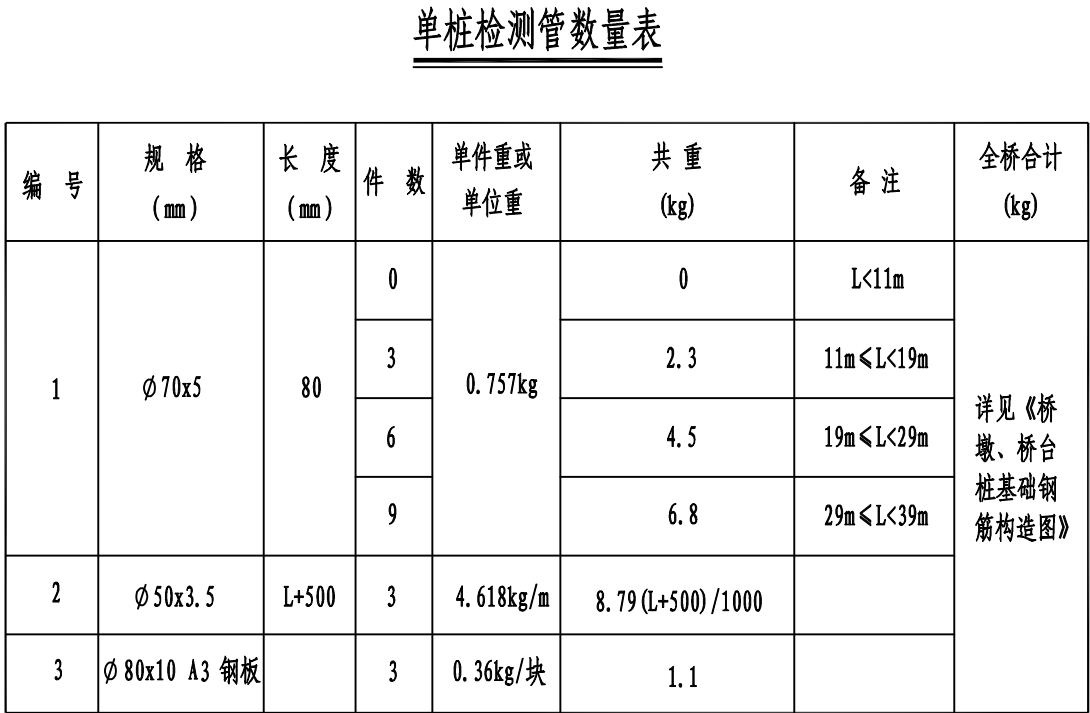 单桩检测管数量表
编 号 规 格 (mm) 长 度 (mm) 件 数 单件重或单位重 共 重 (kg) 备 注 全桥合计 (kg)
1 ϕ70x5 80 0 0.757kg 0 L<11m
3 2.3 11m≤L<19m
6 4.5 19m≤L<29m
9 6.8 29m≤L<39m
详见《桥
墩、桥台
桩基础钢
筋构造图》
2 ϕ50x3.5 L+500 3 4.618kg/m 8.79(L+500)/1000
3 ϕ80x10 A3 钢板 3 0.36kg/块 1.1